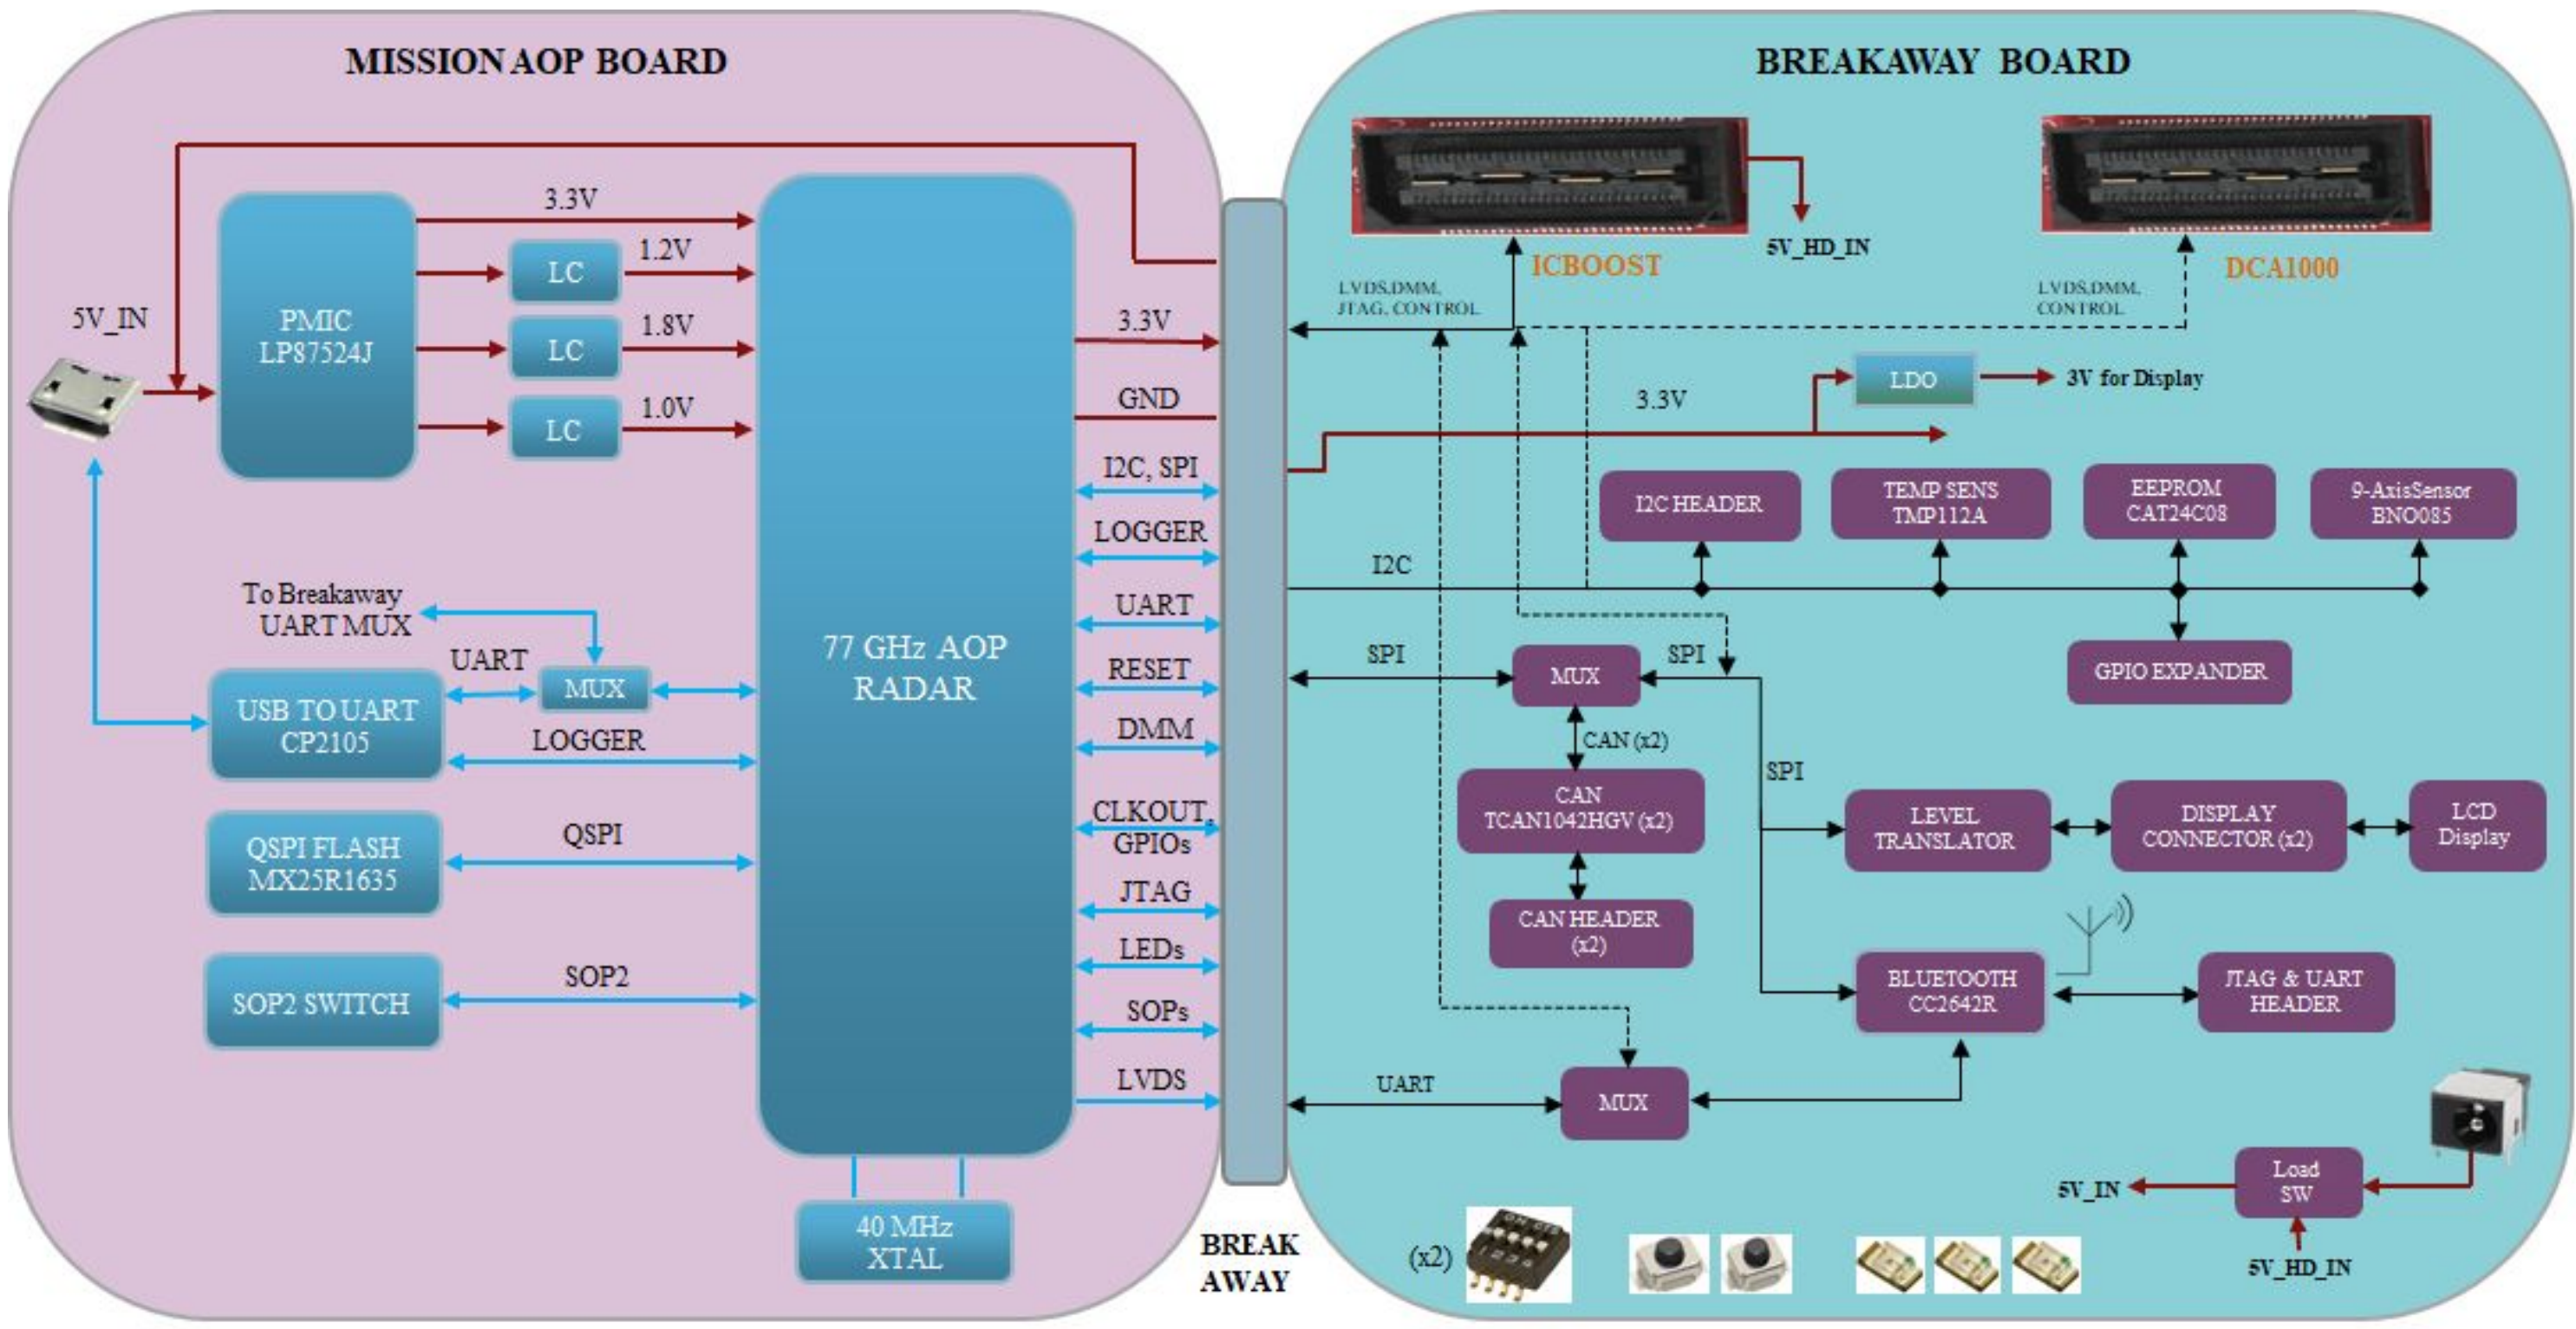 MISSION AOP BOARD
BREAKAWAY BOARD
5V_IN
PMIC
LP87524J
3.3V
LC
1.2V
LC
1.8V
LC
1.0V
To Breakaway
UART MUX
UART
MUX
USB TO UART
CP2105
LOGGER
QSPI FLASH
MX25R1635
QSPI
SOP2 SWITCH
SOP2
77 GHz AOP
RADAR
40 MHz
XTAL
3.3V
GND
I2C, SPI
LOGGER
UART
RESET
DMM
CLKOUT,
GPIOs
JTAG
LEDs
SOPs
LVDS
BREAK
AWAY
ICBOOST
5V_HD_IN
DCA1000
LVDS,DMM,
JTAG, CONTROL
LVDS,DMM,
CONTROL
3.3V
LDO
3V for Display
I2C HEADER
TEMP SENS
TMP112A
EEPROM
CAT24C08
9-AxisSensor
BNO085
I2C
GPIO EXPANDER
SPI
MUX
SPI
CAN (x2)
CAN
TCAN1042HGV (x2)
CAN HEADER
(x2)
SPI
LEVEL
TRANSLATOR
DISPLAY
CONNECTOR (x2)
LCD
Display
BLUETOOTH
CC2642R
JTAG & UART
HEADER
UART
MUX
5V_IN
Load
SW
5V_HD_IN
(x2)